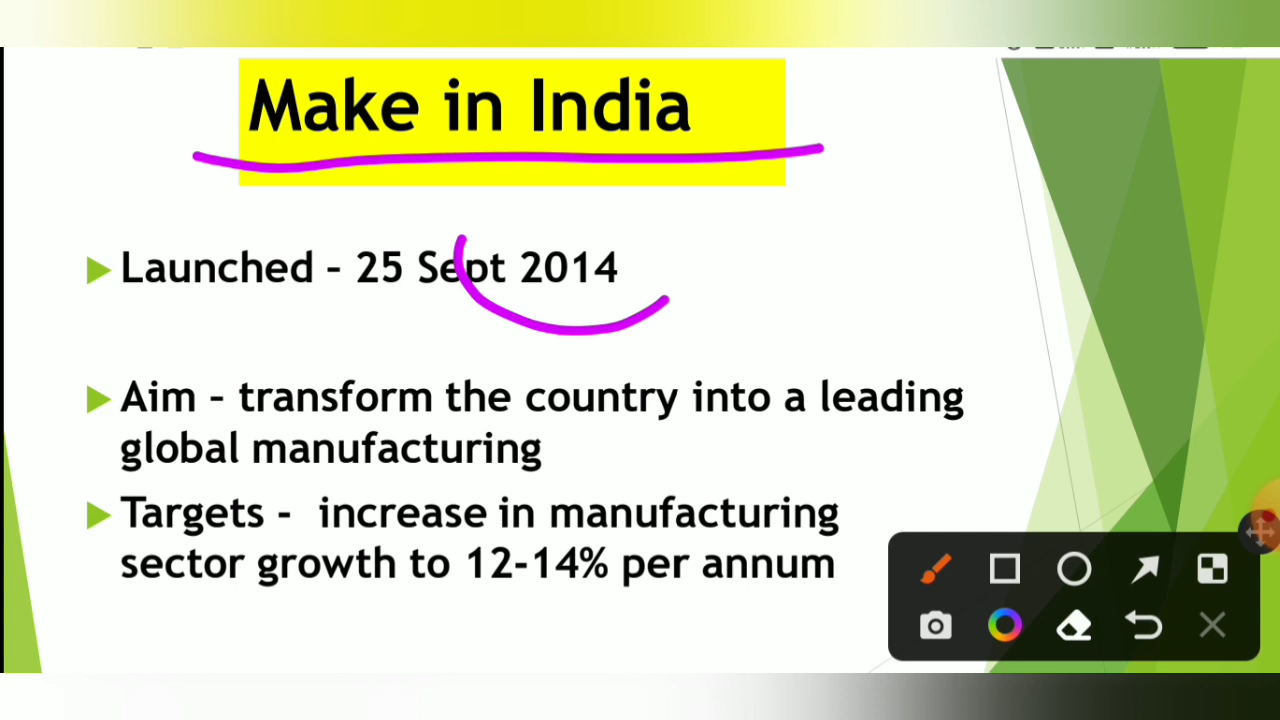 Make in India
Launched – 25 Sept 2014
Aim – transform the country into a leading
global manufacturing
Targets - increase in manufacturing
sector growth to 12-14% per annum